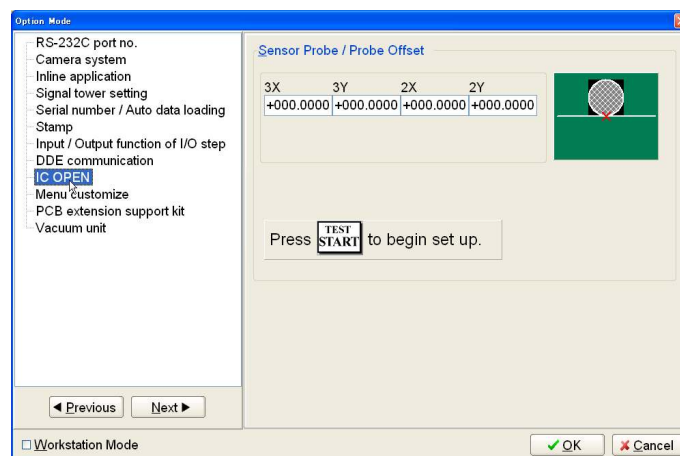 Option Mode
RS-232C port no.
Camera system
Inline application
Signal tower setting
Serial number / Auto data loading
Stamp
Input / Output function of I/O step
DDE communication
IC OPEN
Menu customize
PCB extension support kit
Vacuum unit
◄ Previous Next ►
Workstation Mode
Sensor Probe / Probe Offset
3X 3Y 2X 2Y
+000.0000 +000.0000 +000.0000 +000.0000
Press TEST START to begin set up.
OK Cancel